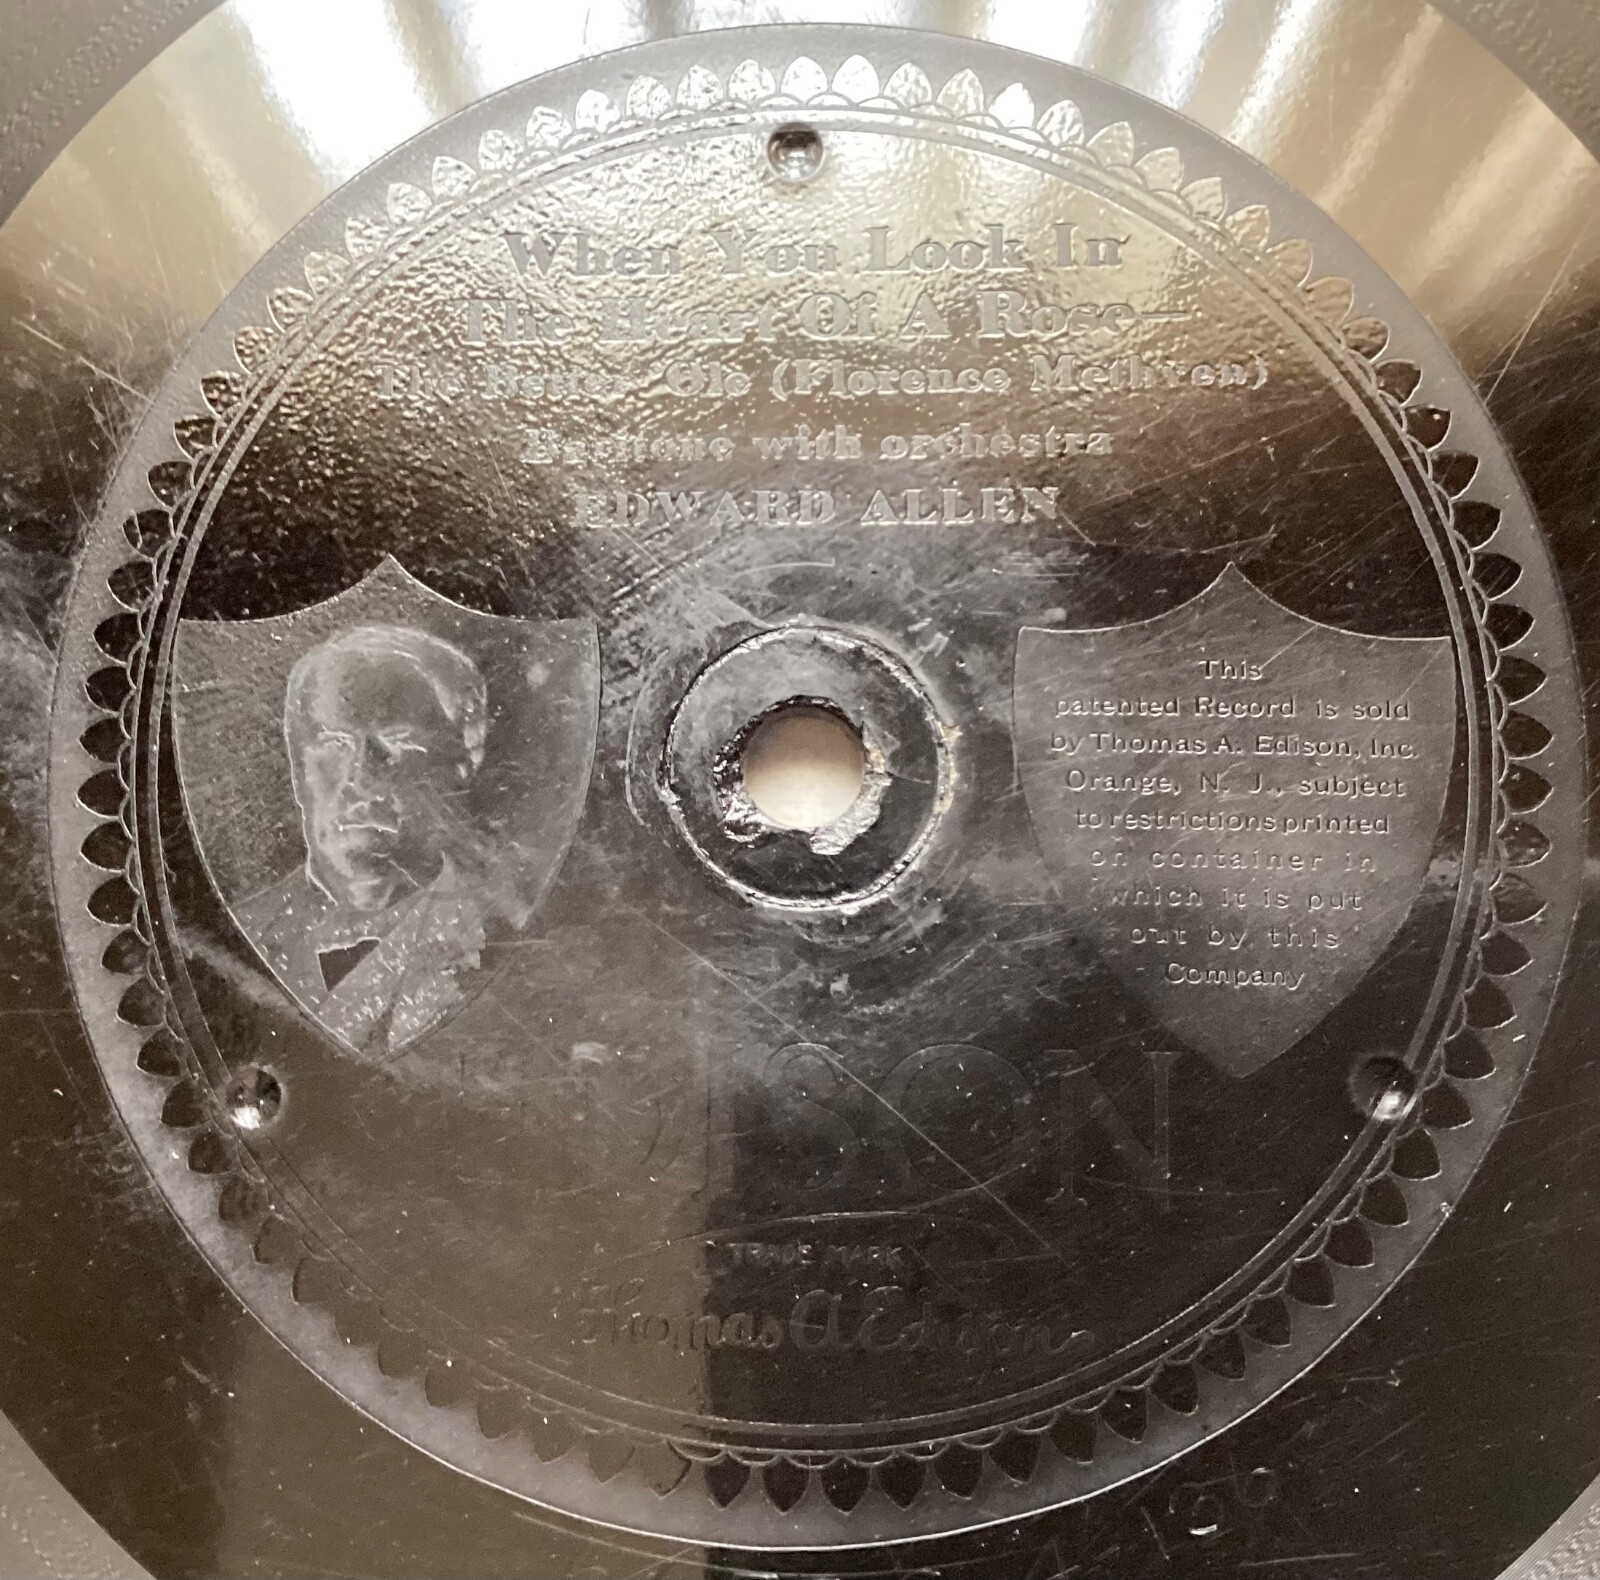 When You Look In
The Heart Of A Rose—
The Better 'Ole (Florence Methven)
Baritone with orchestra
EDWARD ALLEN
This
patented Record is sold
by Thomas A. Edison, Inc.
Orange, N. J., subject
to restrictions printed
on container in
which it is put
out by this
Company
EDISON
TRADE MARK
Thomas A Edison